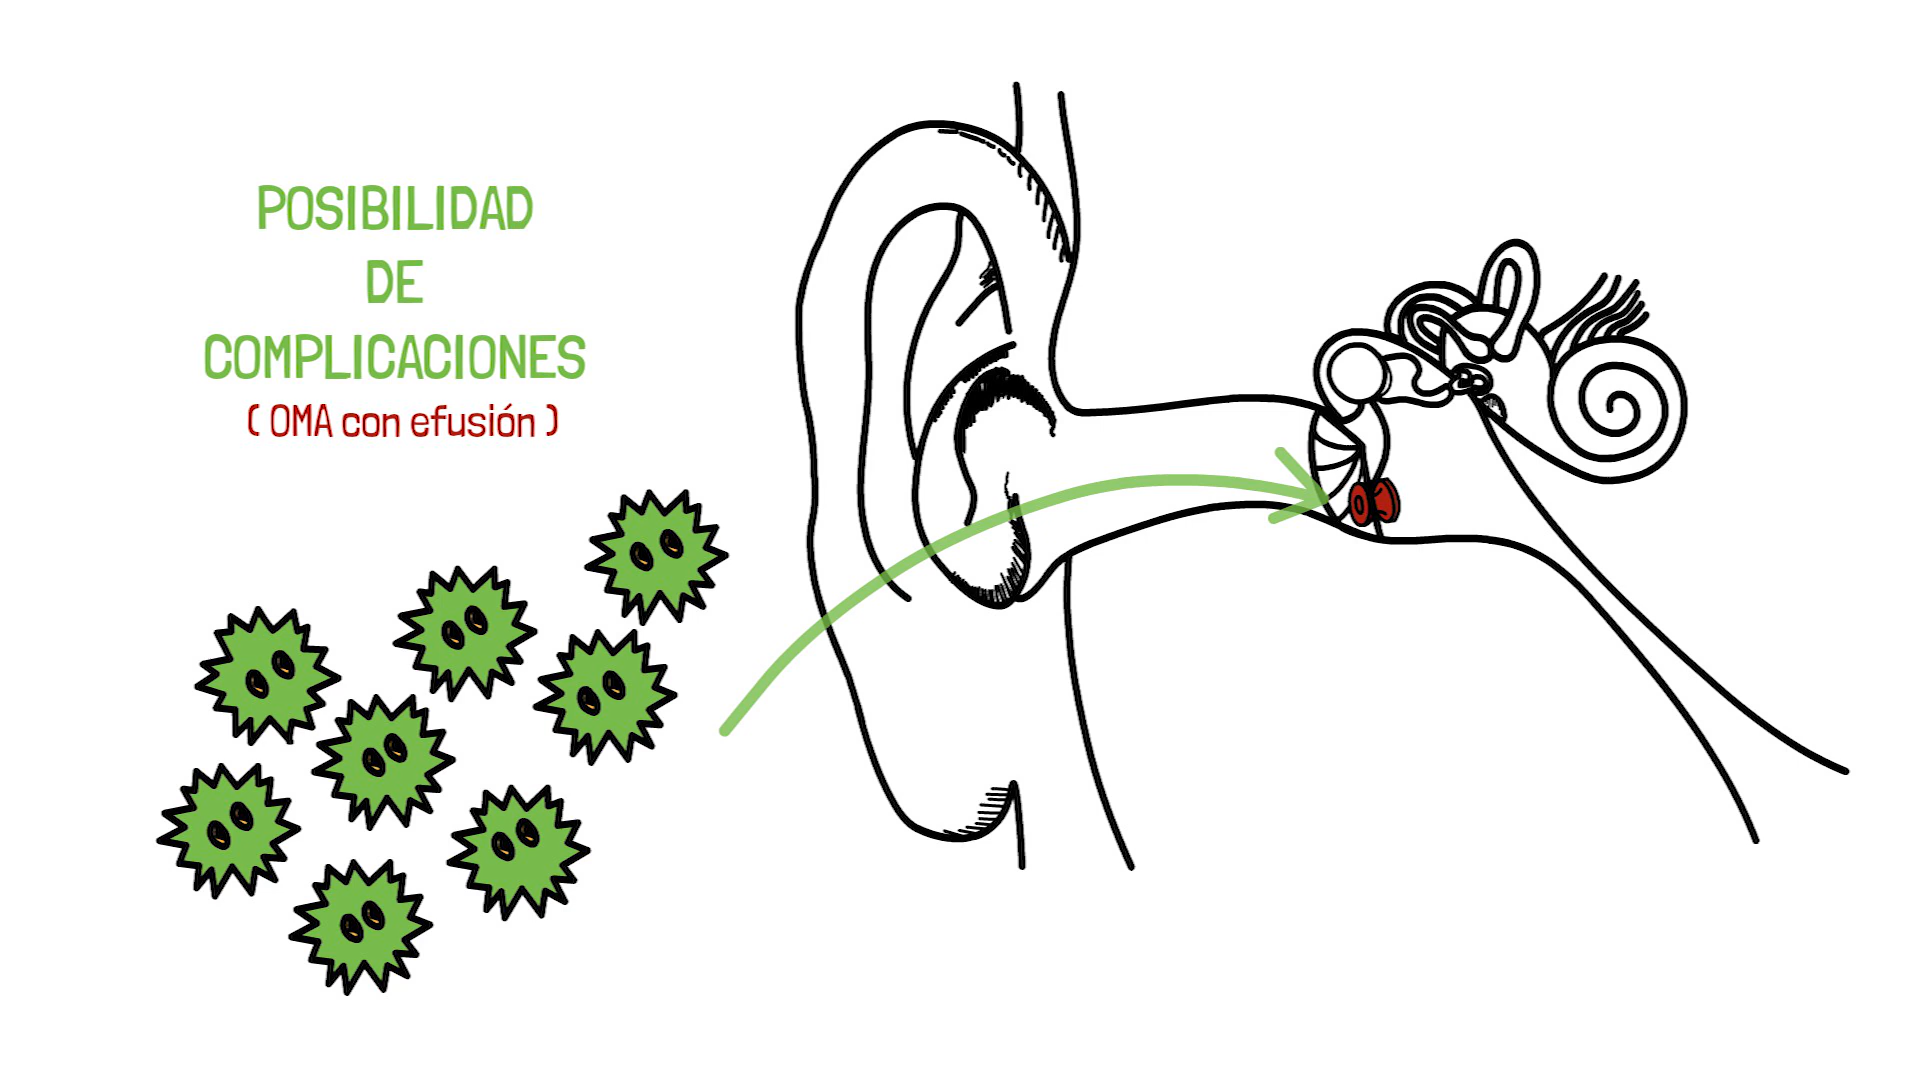 POSIBILIDAD
DE
COMPLICACIONES
( OMA con efusión )